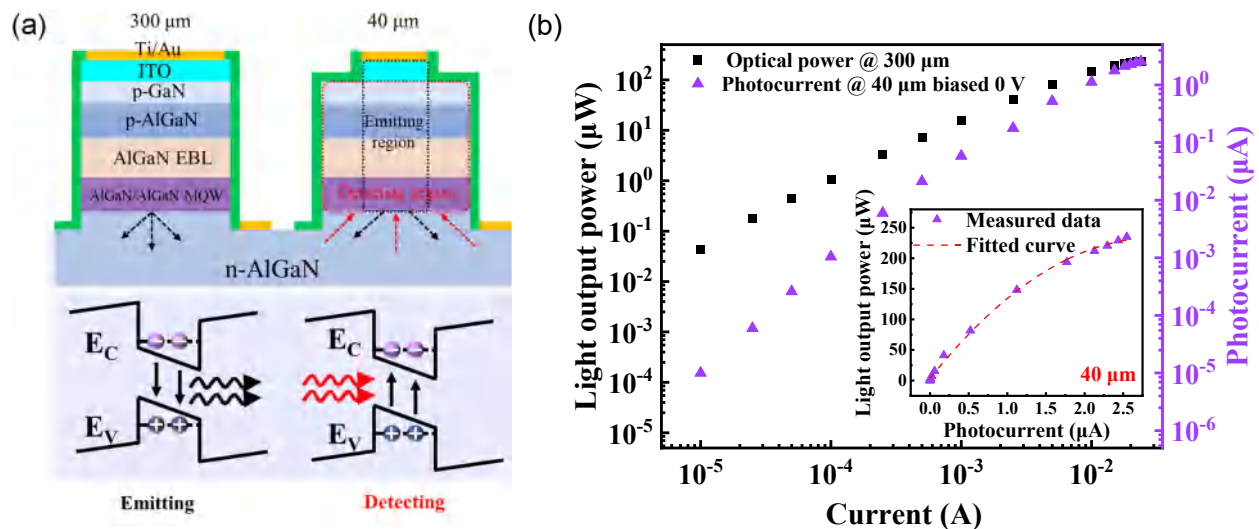 (a)
300 μm
40 μm
Ti/Au
ITO
p-GaN
p-AlGaN
AlGaN EBL
AlGaN/AlGaN MQW
Emitting
region
Detecting region
n-AlGaN
E_C
E_V
E_C
E_V
Emitting
Detecting
(b)
Optical power @ 300 μm
Photocurrent @ 40 μm biased 0 V
Light output power (μW)
10^2
10^1
10^0
10^-1
10^-2
10^-3
10^-4
10^-5
10^0
10^-1
10^-2
10^-3
10^-4
10^-5
10^-6
Photocurrent (μA)
10^-5
10^-4
10^-3
10^-2
Current (A)
Measured data
Fitted curve
Light output power (μW)
250
200
150
100
50
0
0.0 0.5 1.0 1.5 2.0 2.5
Photocurrent (μA)
40 μm